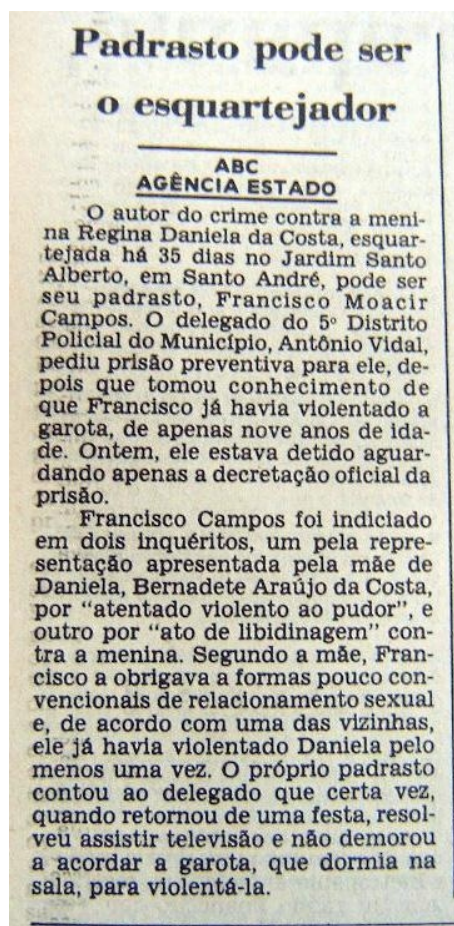 Padrasto pode ser
o esquartejador
ABC
AGÊNCIA ESTADO
O autor do crime contra a meni-
na Regina Daniela da Costa, esquar-
tejada há 35 dias no Jardim Santo
Alberto, em Santo André, pode ser
seu padrasto, Francisco Moacir
Campos. O delegado do 5º Distrito
Policial do Município, Antônio Vidal,
pediu prisão preventiva para ele, de-
pois que tomou conhecimento de
que Francisco já havia violentado a
garota, de apenas nove anos de ida-
de. Ontem, ele estava detido aguar-
dando apenas a decretação oficial da
prisão.
Francisco Campos foi indiciado
em dois inquéritos, um pela repre-
sentação apresentada pela mãe de
Daniela, Bernadete Araújo da Costa,
por "atentado violento ao pudor", e
outro por "ato de libidinagem" con-
tra a menina. Segundo a mãe, Fran-
cisco a obrigava a formas pouco con-
vencionais de relacionamento sexual
e, de acordo com uma das vizinhas,
ele já havia violentado Daniela pelo
menos uma vez. O próprio padrasto
contou ao delegado que certa vez,
quando retornou de uma festa, resol-
veu assistir televisão e não demorou
a acordar a garota, que dormia na
sala, para violentá-la.